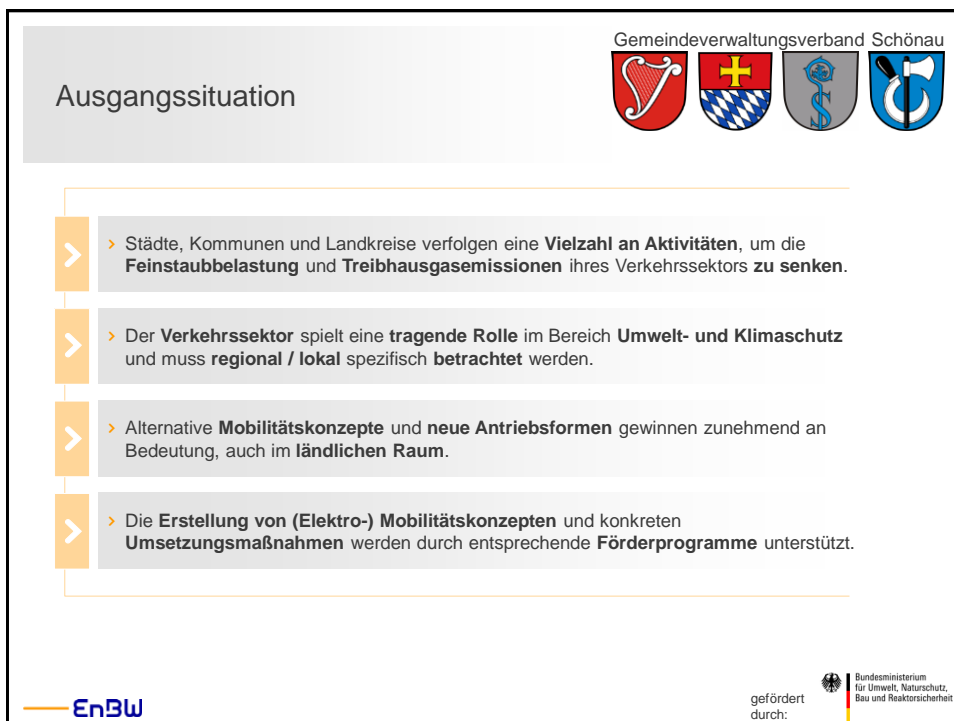 Gemeindeverwaltungsverband Schönau
Ausgangssituation
Städte, Kommunen und Landkreise verfolgen eine Vielzahl an Aktivitäten, um die
Feinstaubbelastung und Treibhausgasemissionen ihres Verkehrssektors zu senken.
Der Verkehrssektor spielt eine tragende Rolle im Bereich Umwelt- und Klimaschutz
und muss regional / lokal spezifisch betrachtet werden.
Alternative Mobilitätskonzepte und neue Antriebsformen gewinnen zunehmend an
Bedeutung, auch im ländlichen Raum.
Die Erstellung von (Elektro-) Mobilitätskonzepten und konkreten
Umsetzungsmaßnahmen werden durch entsprechende Förderprogramme unterstützt.
EnBW
gefördert
durch:
Bundesministerium
für Umwelt, Naturschutz,
Bau und Reaktorsicherheit